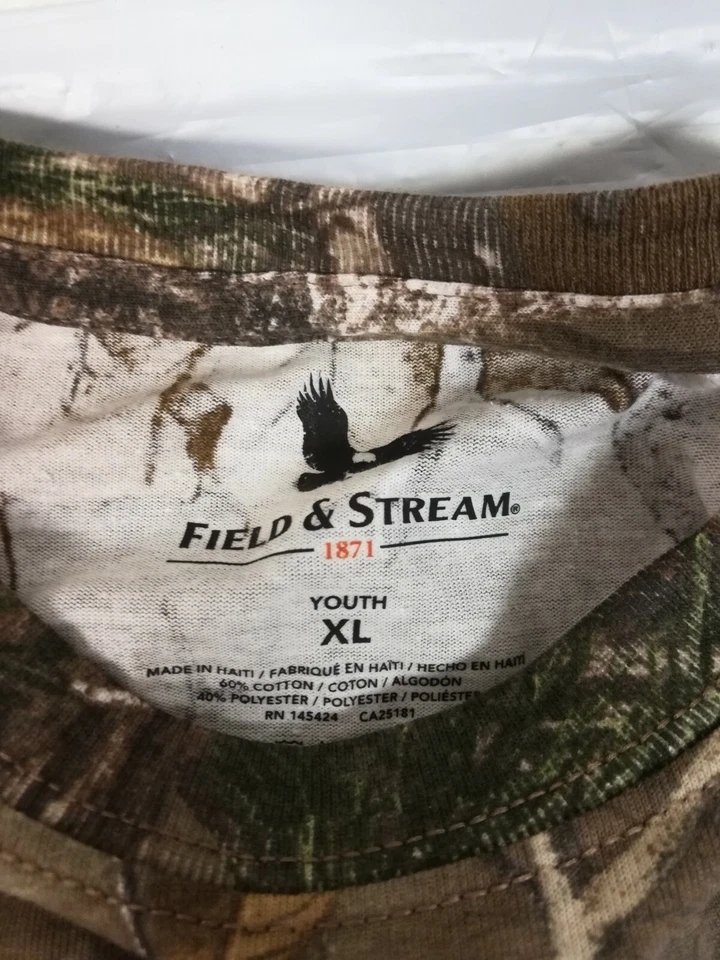 FIELD & STREAM®
1871
YOUTH
XL
MADE IN HAITI / FABRIQUÉ EN HAÏTI / HECHO EN HAITI
60% COTTON / COTON / ALGODÓN
40% POLYESTER / POLYESTER / POLIÉSTER
RN 145424 CA25181